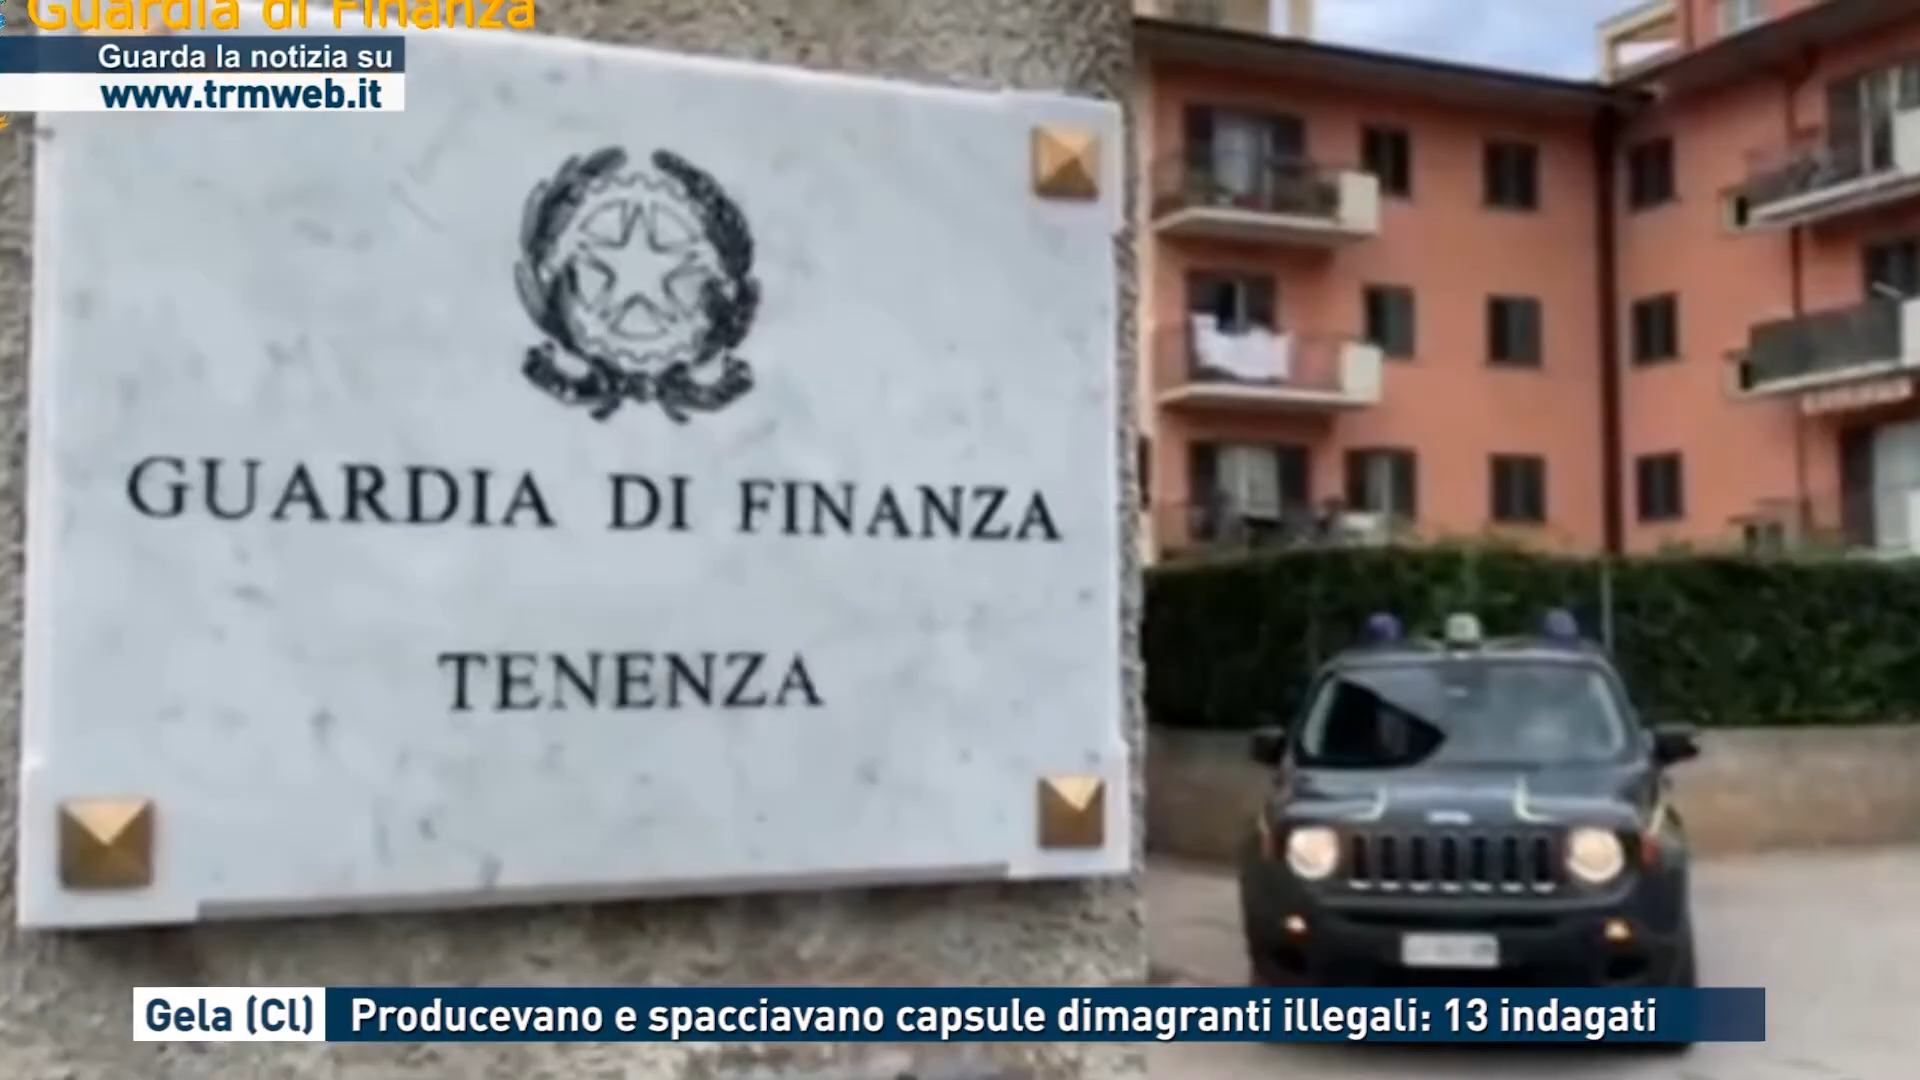 Guardia di Finanza
Guarda la notizia su
www.trmweb.it
GUARDIA DI FINANZA
TENENZA
Gela (Cl) Producevano e spacciavano capsule dimagranti illegali: 13 indagati